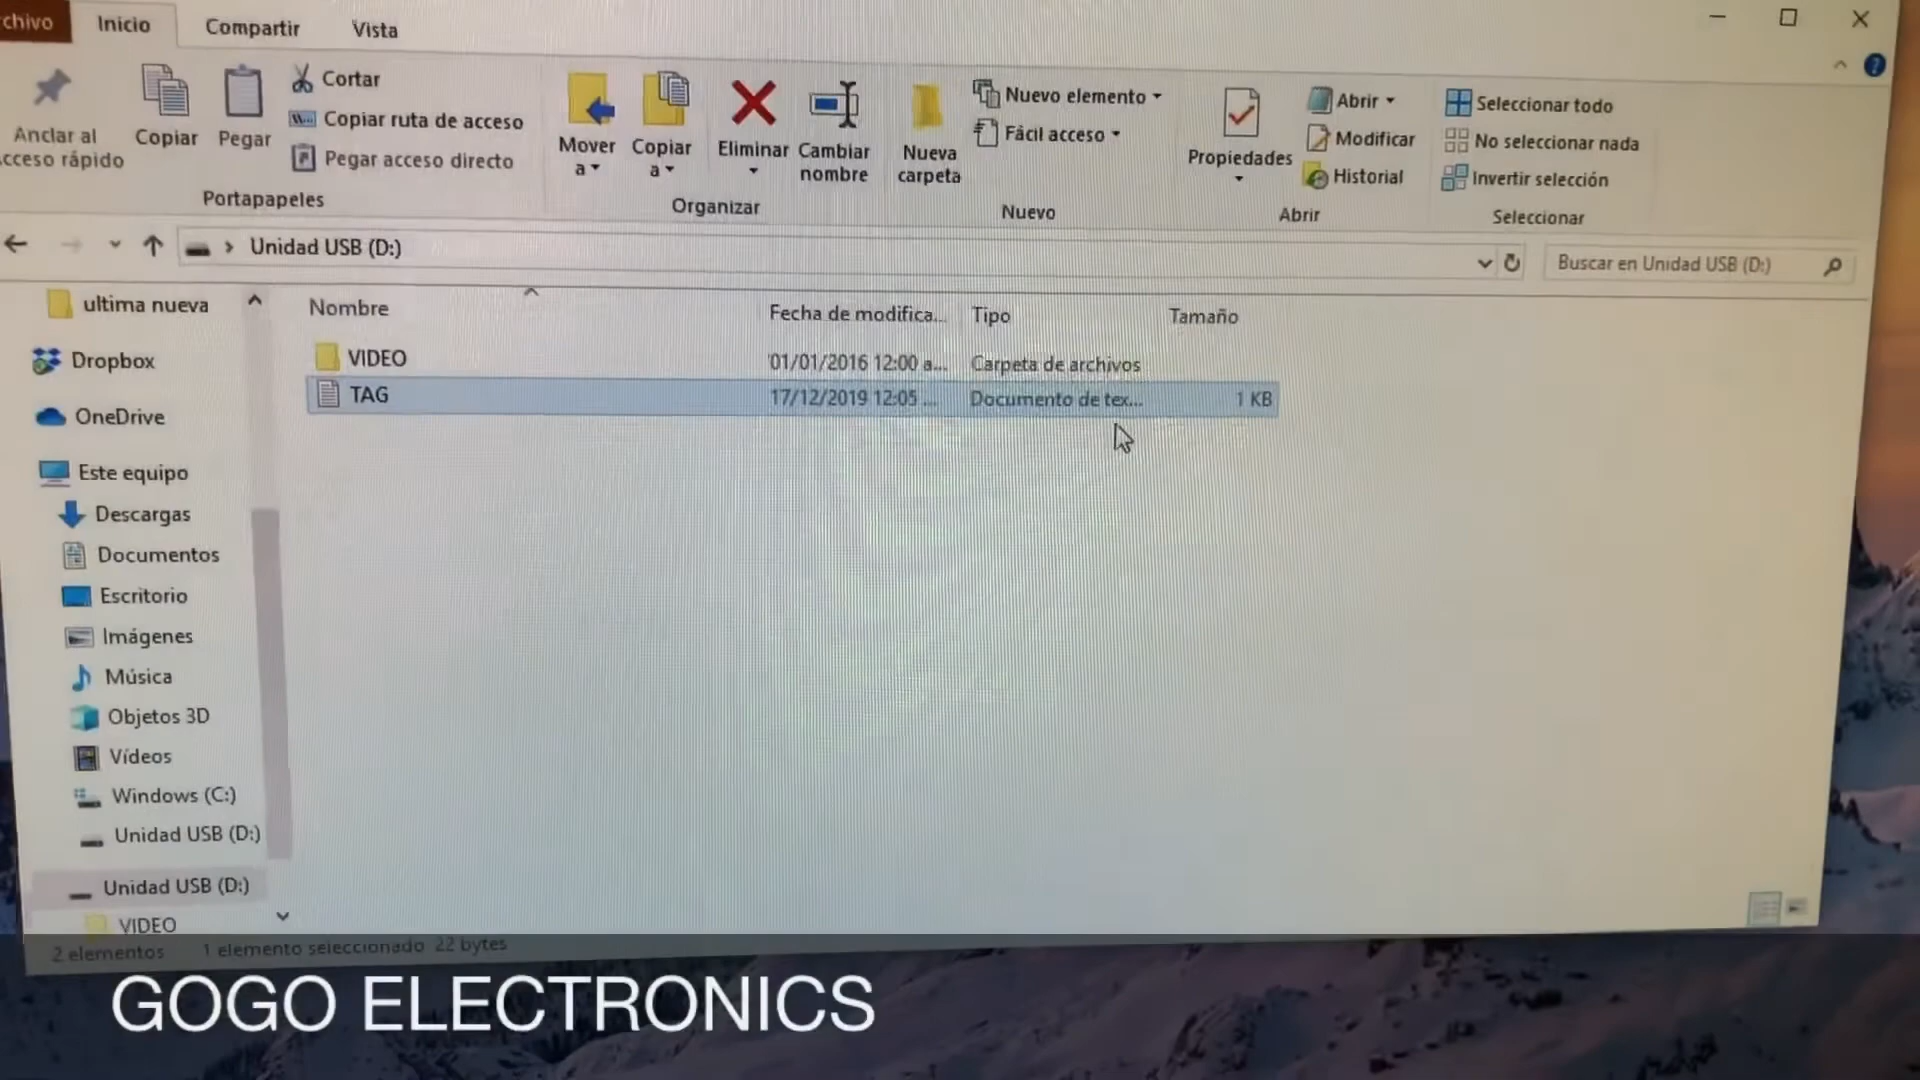 chivo Inicio Compartir Vista
Anclar al
cceso rápido
Copiar
Pegar
Cortar
Copiar ruta de acceso
Pegar acceso directo
Portapapeles
Mover
a
Copiar
a
Eliminar
Cambiar
nombre
Organizar
Nueva
carpeta
Nuevo elemento
Fácil acceso
Nuevo
Propiedades
Abrir
Modificar
Historial
Abrir
Seleccionar todo
No seleccionar nada
Invertir selección
Seleccionar
Unidad USB (D:)
Buscar en Unidad USB (D:)
ultima nueva
Dropbox
OneDrive
Este equipo
Descargas
Documentos
Escritorio
Imágenes
Música
Objetos 3D
Vídeos
Windows (C:)
Unidad USB (D:)
Unidad USB (D:)
VIDEO
Nombre Fecha de modifica... Tipo Tamaño
VIDEO 01/01/2016 12:00 a... Carpeta de archivos
TAG 17/12/2019 12:05 ... Documento de tex... 1 KB
2 elementos 1 elemento seleccionado 22 bytes
GOGO ELECTRONICS